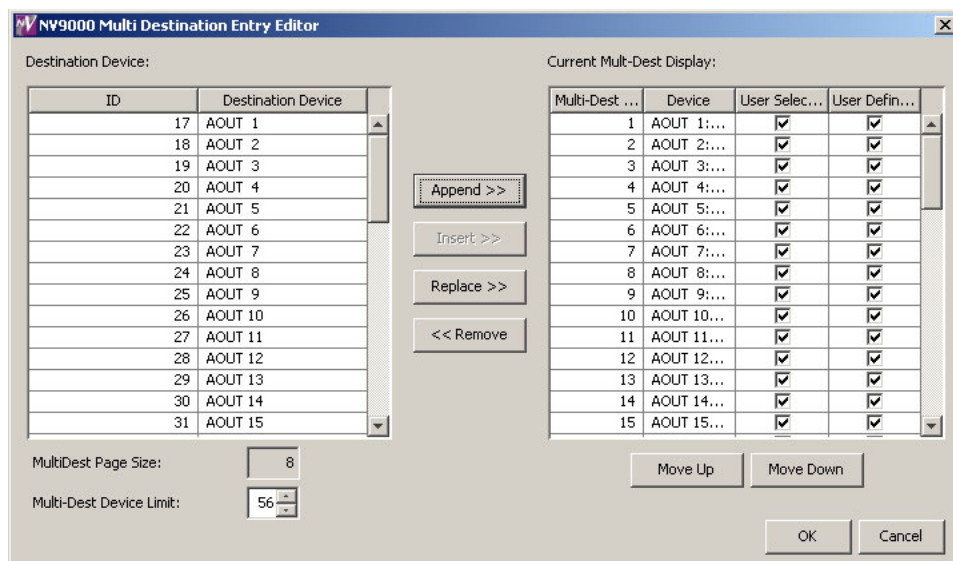 NV9000 Multi Destination Entry Editor
Destination Device:
ID Destination Device
17 AOUT 1
18 AOUT 2
19 AOUT 3
20 AOUT 4
21 AOUT 5
22 AOUT 6
23 AOUT 7
24 AOUT 8
25 AOUT 9
26 AOUT 10
27 AOUT 11
28 AOUT 12
29 AOUT 13
30 AOUT 14
31 AOUT 15
MultiDest Page Size: 8
Multi-Dest Device Limit: 56
Append >>
Insert >>
Replace >>
<< Remove
Current Mult-Dest Display:
Multi-Dest ... Device User Selec... User Defin...
1 AOUT 1:...
2 AOUT 2:...
3 AOUT 3:...
4 AOUT 4:...
5 AOUT 5:...
6 AOUT 6:...
7 AOUT 7:...
8 AOUT 8:...
9 AOUT 9:...
10 AOUT 10...
11 AOUT 11...
12 AOUT 12...
13 AOUT 13...
14 AOUT 14...
15 AOUT 15...
Move Up Move Down
OK Cancel